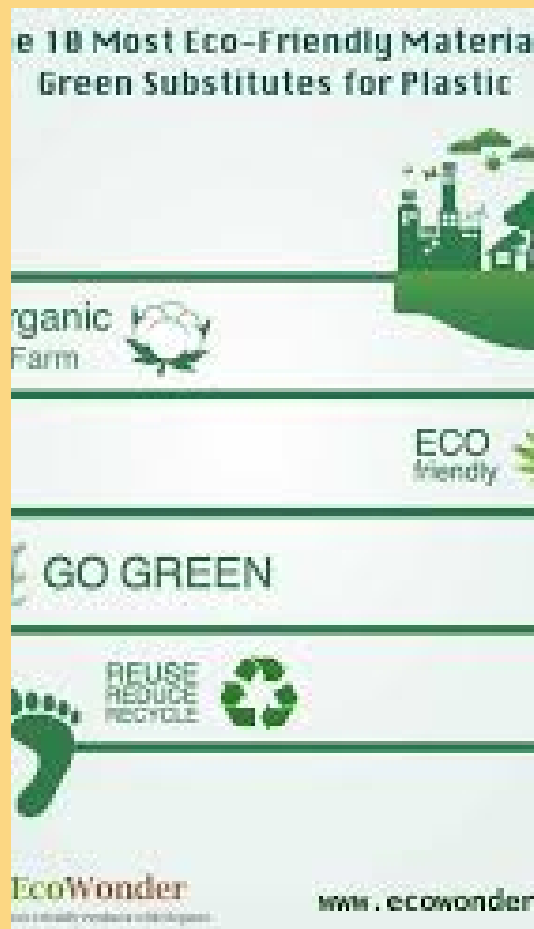 e 10 Most Eco-Friendly Materia
Green Substitutes for Plastic
rganic
Farm
ECO
friendly
GO GREEN
REUSE
REDUCE
RECYCLE
EcoWonder
www.ecowonder